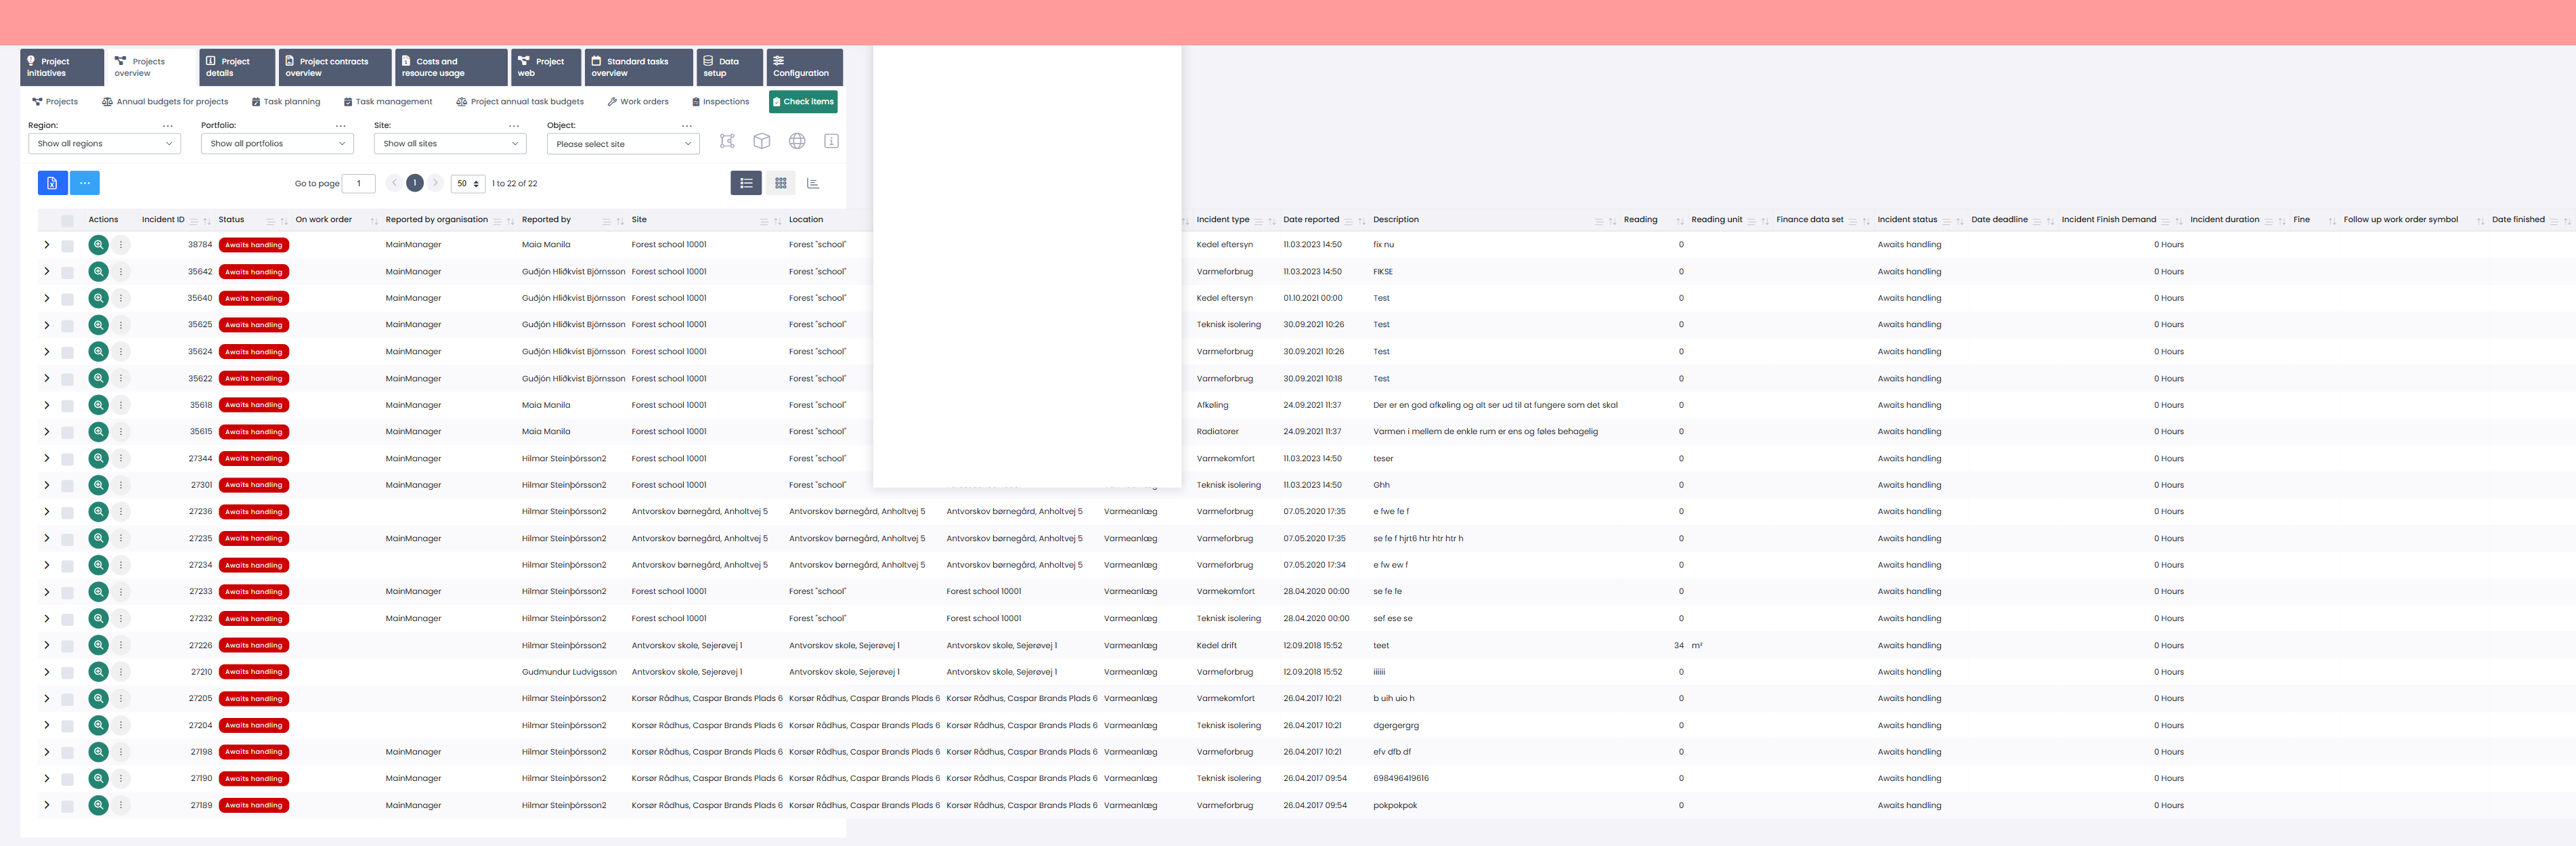 Project initiatives
Projects overview
Project details
Project contracts overview
Costs and resource usage
Project web
Standard tasks overview
Data setup
Configuration
Projects Annual budgets for projects Task planning Task management Project annual task budgets Work orders Inspections Check items
Region: ... Portfolio: ... Site: ... Object: ...
Show all regions Show all portfolios Show all sites Please select site
Go to page 1 1 50 1 to 22 of 22
Actions Incident ID Status On work order Reported by organisation Reported by Site Location Incident type Date reported Description Reading Reading unit Finance data set Incident status Date deadline Incident Finish Demand Incident duration Fine Follow up work order symbol Date finished
38784 Awaits handling MainManager Maia Manila Forest school 10001 Forest "school" Kedel eftersyn 11.03.2023 14:50 fix nu 0 Awaits handling 0 Hours
35642 Awaits handling MainManager Guðjón Hlíðkvist Björnsson Forest school 10001 Forest "school" Varmeforbrug 11.03.2023 14:50 FIKSE 0 Awaits handling 0 Hours
35640 Awaits handling MainManager Guðjón Hlíðkvist Björnsson Forest school 10001 Forest "school" Kedel eftersyn 01.10.2021 00:00 Test 0 Awaits handling 0 Hours
35625 Awaits handling MainManager Guðjón Hlíðkvist Björnsson Forest school 10001 Forest "school" Teknisk isolering 30.09.2021 10:26 Test 0 Awaits handling 0 Hours
35624 Awaits handling MainManager Guðjón Hlíðkvist Björnsson Forest school 10001 Forest "school" Varmeforbrug 30.09.2021 10:26 Test 0 Awaits handling 0 Hours
35622 Awaits handling MainManager Guðjón Hlíðkvist Björnsson Forest school 10001 Forest "school" Varmeforbrug 30.09.2021 10:18 Test 0 Awaits handling 0 Hours
35618 Awaits handling MainManager Maia Manila Forest school 10001 Forest "school" Afkøling 24.09.2021 11:37 Der er en god afkøling og alt ser ud til at fungere som det skal 0 Awaits handling 0 Hours
35615 Awaits handling MainManager Maia Manila Forest school 10001 Forest "school" Radiatorer 24.09.2021 11:37 Varmen i mellem de enkle rum er ens og føles behagelig 0 Awaits handling 0 Hours
27344 Awaits handling MainManager Hilmar Steinþórsson2 Forest school 10001 Forest "school" Varmekomfort 11.03.2023 14:50 teser 0 Awaits handling 0 Hours
27301 Awaits handling MainManager Hilmar Steinþórsson2 Forest school 10001 Forest "school" Teknisk isolering 11.03.2023 14:50 Ghh 0 Awaits handling 0 Hours
27236 Awaits handling Hilmar Steinþórsson2 Antvorskov børnegård, Anholtvej 5 Antvorskov børnegård, Anholtvej 5 Antvorskov børnegård, Anholtvej 5 Varmeanlæg Varmeforbrug 07.05.2020 17:35 e fwe fe f 0 Awaits handling 0 Hours
27235 Awaits handling MainManager Hilmar Steinþórsson2 Antvorskov børnegård, Anholtvej 5 Antvorskov børnegård, Anholtvej 5 Antvorskov børnegård, Anholtvej 5 Varmeanlæg Varmeforbrug 07.05.2020 17:35 se fe f hjrt6 htr htr htr h 0 Awaits handling 0 Hours
27234 Awaits handling Hilmar Steinþórsson2 Antvorskov børnegård, Anholtvej 5 Antvorskov børnegård, Anholtvej 5 Antvorskov børnegård, Anholtvej 5 Varmeanlæg Varmeforbrug 07.05.2020 17:34 e fw ew f 0 Awaits handling 0 Hours
27233 Awaits handling MainManager Hilmar Steinþórsson2 Forest school 10001 Forest "school" Forest school 10001 Varmeanlæg Varmekomfort 28.04.2020 00:00 se fe fe 0 Awaits handling 0 Hours
27232 Awaits handling MainManager Hilmar Steinþórsson2 Forest school 10001 Forest "school" Forest school 10001 Varmeanlæg Teknisk isolering 28.04.2020 00:00 sef ese se 0 Awaits handling 0 Hours
27226 Awaits handling Hilmar Steinþórsson2 Antvorskov skole, Sejerøvej 1 Antvorskov skole, Sejerøvej 1 Antvorskov skole, Sejerøvej 1 Varmeanlæg Kedel drift 12.09.2018 15:52 teet 34 m² Awaits handling 0 Hours
27210 Awaits handling Gudmundur Ludvigsson Antvorskov skole, Sejerøvej 1 Antvorskov skole, Sejerøvej 1 Antvorskov skole, Sejerøvej 1 Varmeanlæg Varmeforbrug 12.09.2018 15:52 iiiiii 0 Awaits handling 0 Hours
27205 Awaits handling Hilmar Steinþórsson2 Korsør Rådhus, Caspar Brands Plads 6 Korsør Rådhus, Caspar Brands Plads 6 Korsør Rådhus, Caspar Brands Plads 6 Varmeanlæg Varmekomfort 26.04.2017 10:21 b uih uio h 0 Awaits handling 0 Hours
27204 Awaits handling Hilmar Steinþórsson2 Korsør Rådhus, Caspar Brands Plads 6 Korsør Rådhus, Caspar Brands Plads 6 Korsør Rådhus, Caspar Brands Plads 6 Varmeanlæg Teknisk isolering 26.04.2017 10:21 dgergergrg 0 Awaits handling 0 Hours
27198 Awaits handling MainManager Hilmar Steinþórsson2 Korsør Rådhus, Caspar Brands Plads 6 Korsør Rådhus, Caspar Brands Plads 6 Korsør Rådhus, Caspar Brands Plads 6 Varmeanlæg Varmeforbrug 26.04.2017 10:21 efv dfb df 0 Awaits handling 0 Hours
27190 Awaits handling MainManager Hilmar Steinþórsson2 Korsør Rådhus, Caspar Brands Plads 6 Korsør Rådhus, Caspar Brands Plads 6 Korsør Rådhus, Caspar Brands Plads 6 Varmeanlæg Teknisk isolering 26.04.2017 09:54 698496419616 0 Awaits handling 0 Hours
27189 Awaits handling MainManager Hilmar Steinþórsson2 Korsør Rådhus, Caspar Brands Plads 6 Korsør Rådhus, Caspar Brands Plads 6 Korsør Rådhus, Caspar Brands Plads 6 Varmeanlæg Varmeforbrug 26.04.2017 09:54 pokpokpok 0 Awaits handling 0 Hours